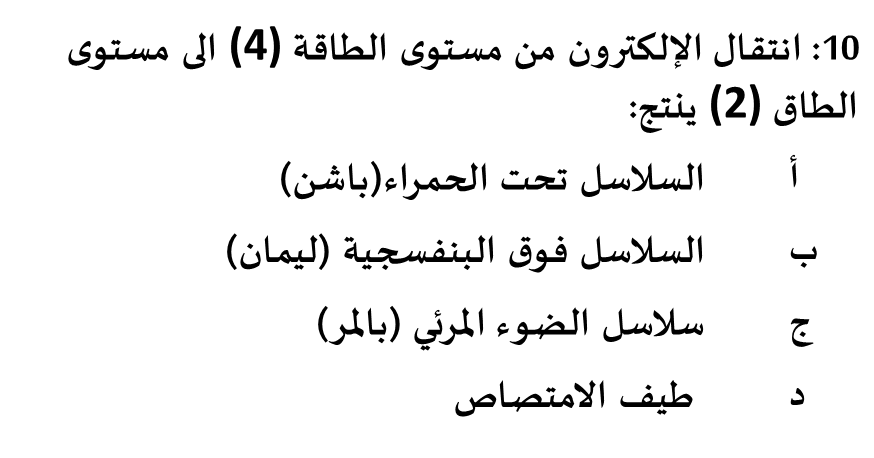 10: انتقال الإلكترون من مستوى الطاقة (4) الى مستوى
الطاق (2) ينتج:
أ السلاسل تحت الحمراء(باشن)
ب السلاسل فوق البنفسجية (ليمان)
ج سلاسل الضوء المرئي (بالمر)
د طيف الامتصاص